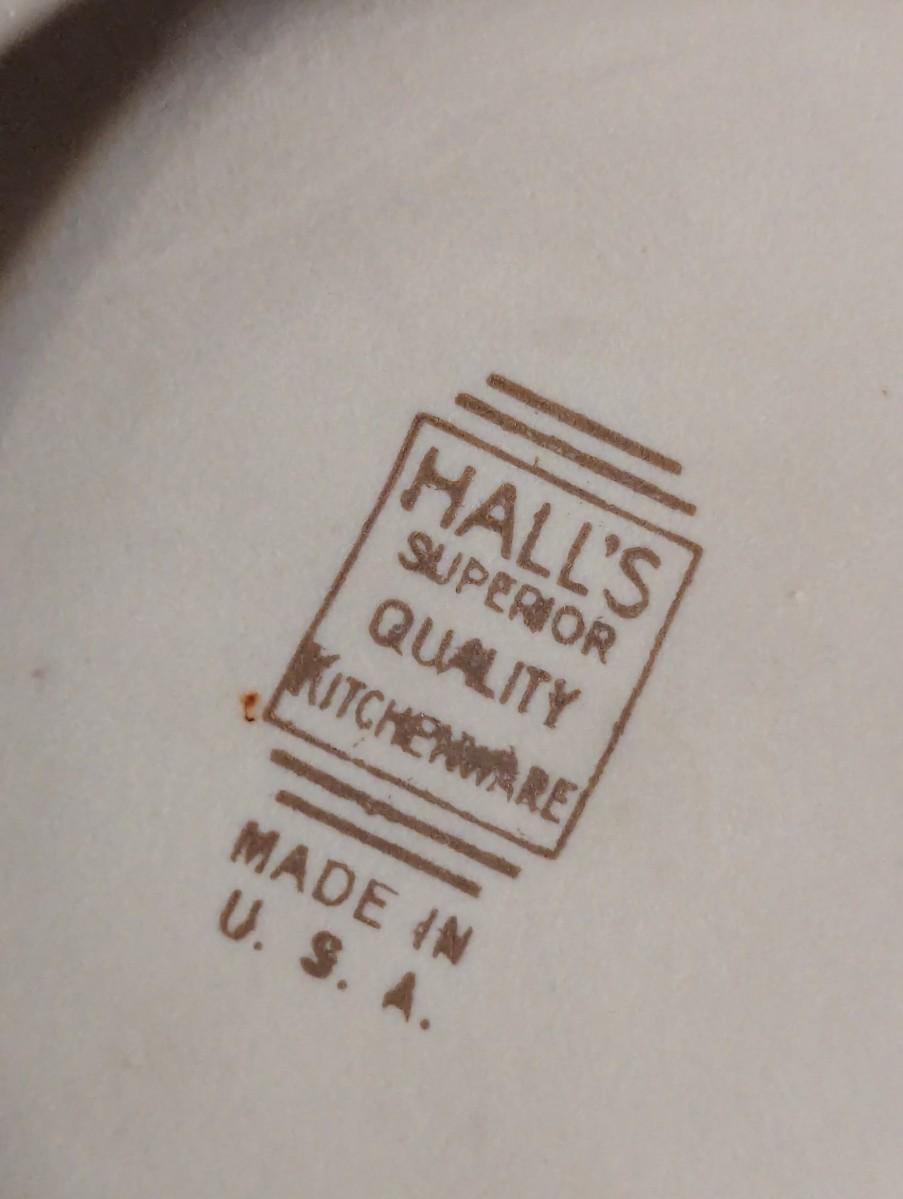 HALL'S
SUPERIOR
QUALITY
KITCHENWARE
MADE IN
U. S. A.